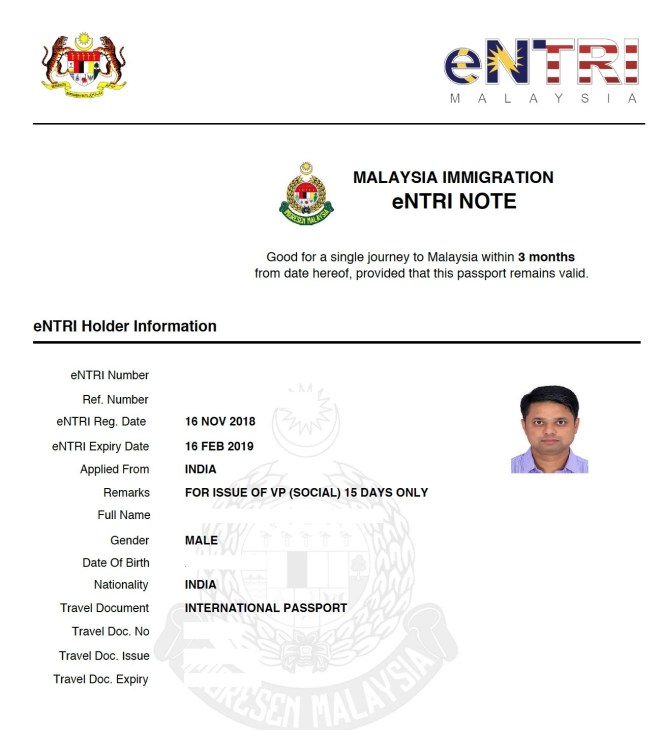 eNTRI
MALAYSIA
MALAYSIA IMMIGRATION
eNTRI NOTE
Good for a single journey to Malaysia within 3 months
from date hereof, provided that this passport remains valid.
eNTRI Holder Information
eNTRI Number
Ref. Number
eNTRI Reg. Date 16 NOV 2018
eNTRI Expiry Date 16 FEB 2019
Applied From INDIA
Remarks FOR ISSUE OF VP (SOCIAL) 15 DAYS ONLY
Full Name
Gender MALE
Date Of Birth
Nationality INDIA
Travel Document INTERNATIONAL PASSPORT
Travel Doc. No
Travel Doc. Issue
Travel Doc. Expiry
IMIGRESEN MALAYSIA